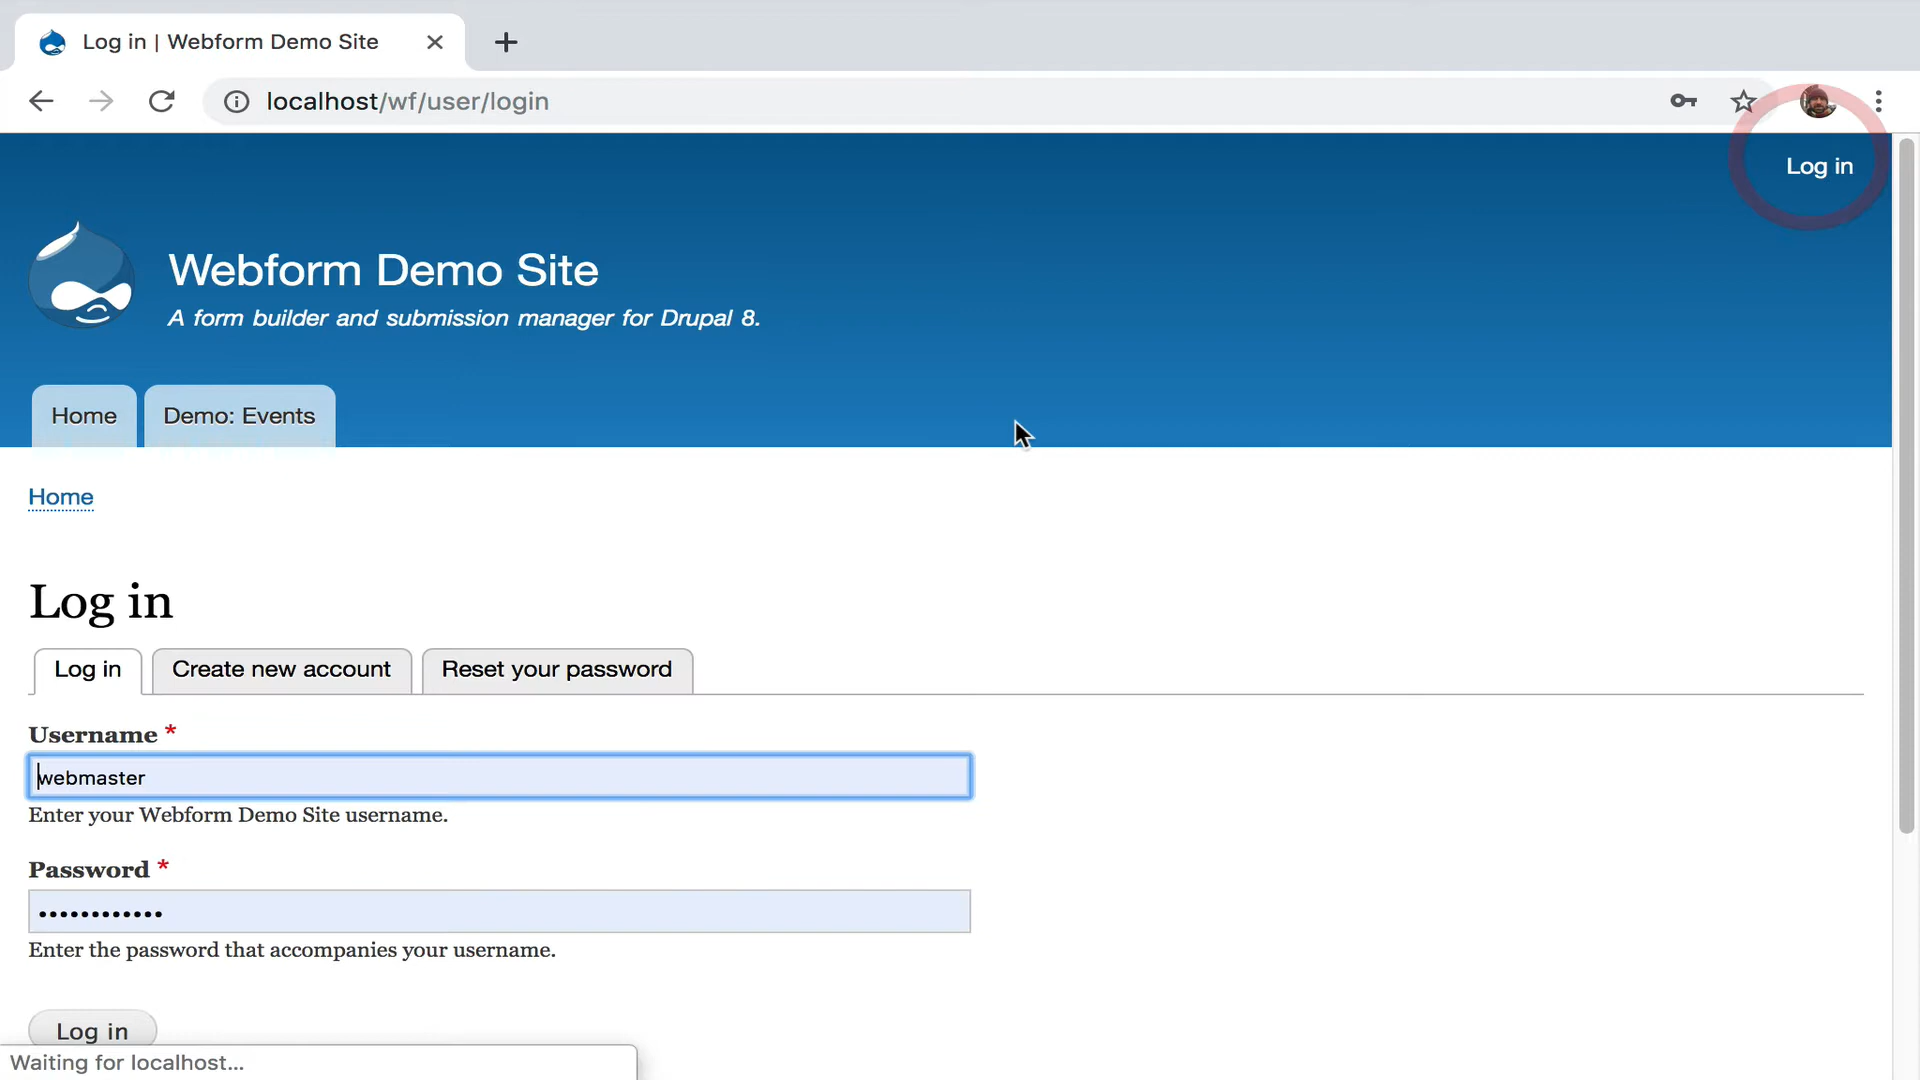 Log in | Webform Demo Site
localhost/wf/user/login
Log in
Webform Demo Site
A form builder and submission manager for Drupal 8.
Home
Demo: Events
Home
Log in
Log in
Create new account
Reset your password
Username *
webmaster
Enter your Webform Demo Site username.
Password *
••••••••••••
Enter the password that accompanies your username.
Log in
Waiting for localhost...